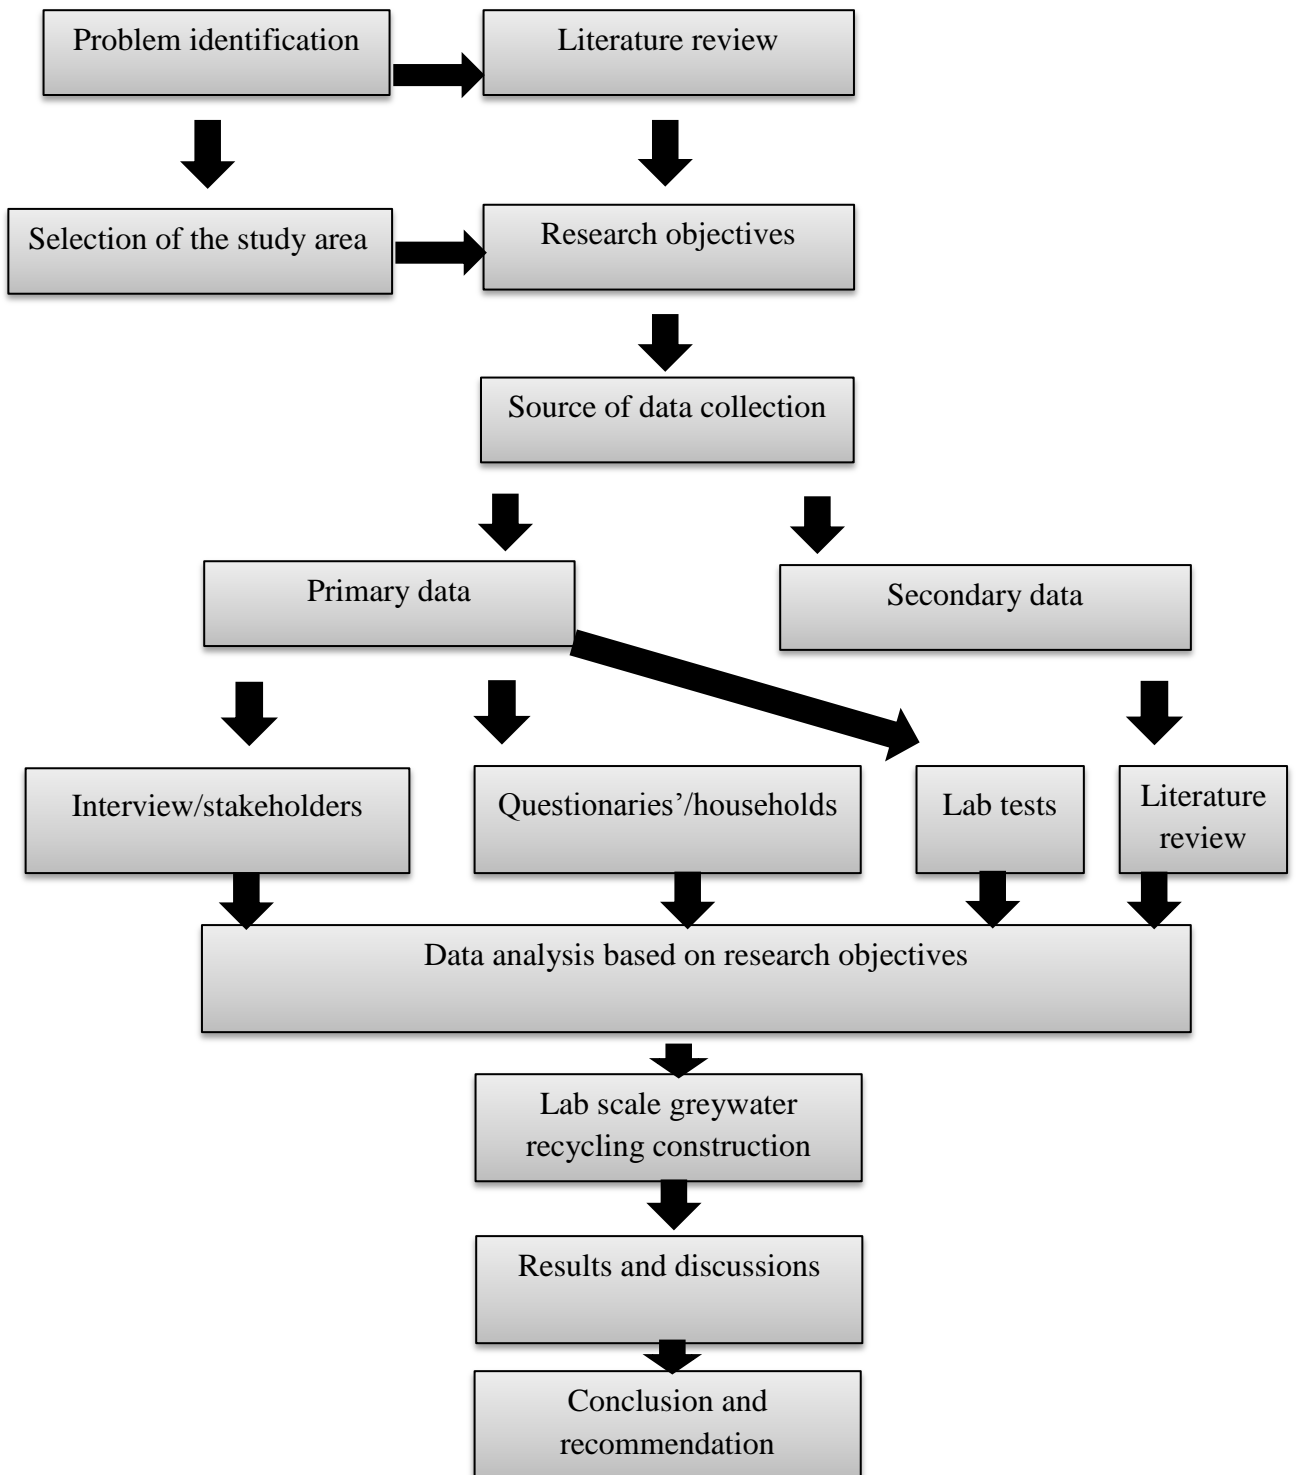 Problem identification
Literature review
Selection of the study area
Research objectives
Source of data collection
Primary data
Secondary data
Interview/stakeholders
Questionaries’/households
Lab tests
Literature
review
Data analysis based on research objectives
Lab scale greywater
recycling construction
Results and discussions
Conclusion and
recommendation